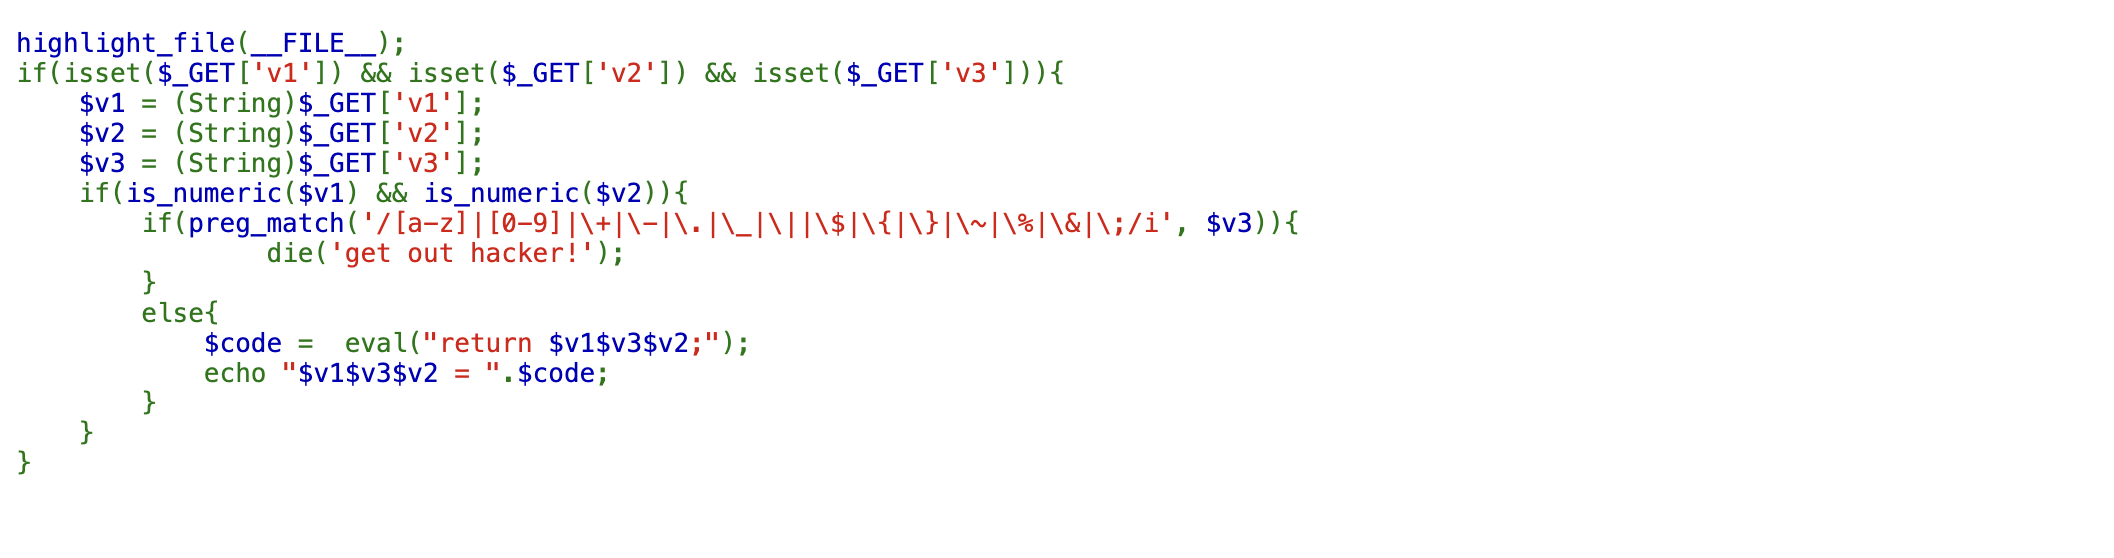 highlight_file(__FILE__);
if(isset($_GET['v1']) && isset($_GET['v2']) && isset($_GET['v3'])){
    $v1 = (String)$_GET['v1'];
    $v2 = (String)$_GET['v2'];
    $v3 = (String)$_GET['v3'];
    if(is_numeric($v1) && is_numeric($v2)){
        if(preg_match('/[a-z]|[0-9]|\+|\-|\.|\_|\||\$|\{|\}|\~|\%|\&|\;/i', $v3)){
                die('get out hacker!');
        }
        else{
            $code =  eval("return $v1$v3$v2;");
            echo "$v1$v3$v2 = ".$code;
        }
    }
}